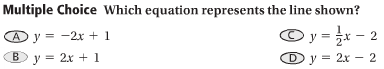 Multiple Choice Which equation represents the line shown?
A y = −2x + 1
B y = 2x + 1
C y = 1/2x − 2
D y = 2x − 2